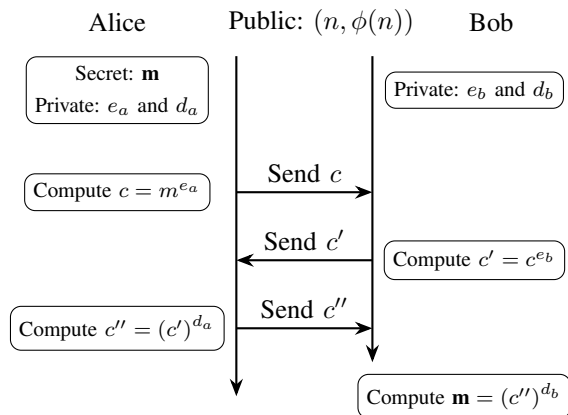 Alice
Public: (n, ϕ(n))
Bob
Secret: m
Private: e_a and d_a
Private: e_b and d_b
Compute c = m^{e_a}
Send c
Send c′
Compute c′ = c^{e_b}
Compute c″ = (c′)^{d_a}
Send c″
Compute m = (c″)^{d_b}